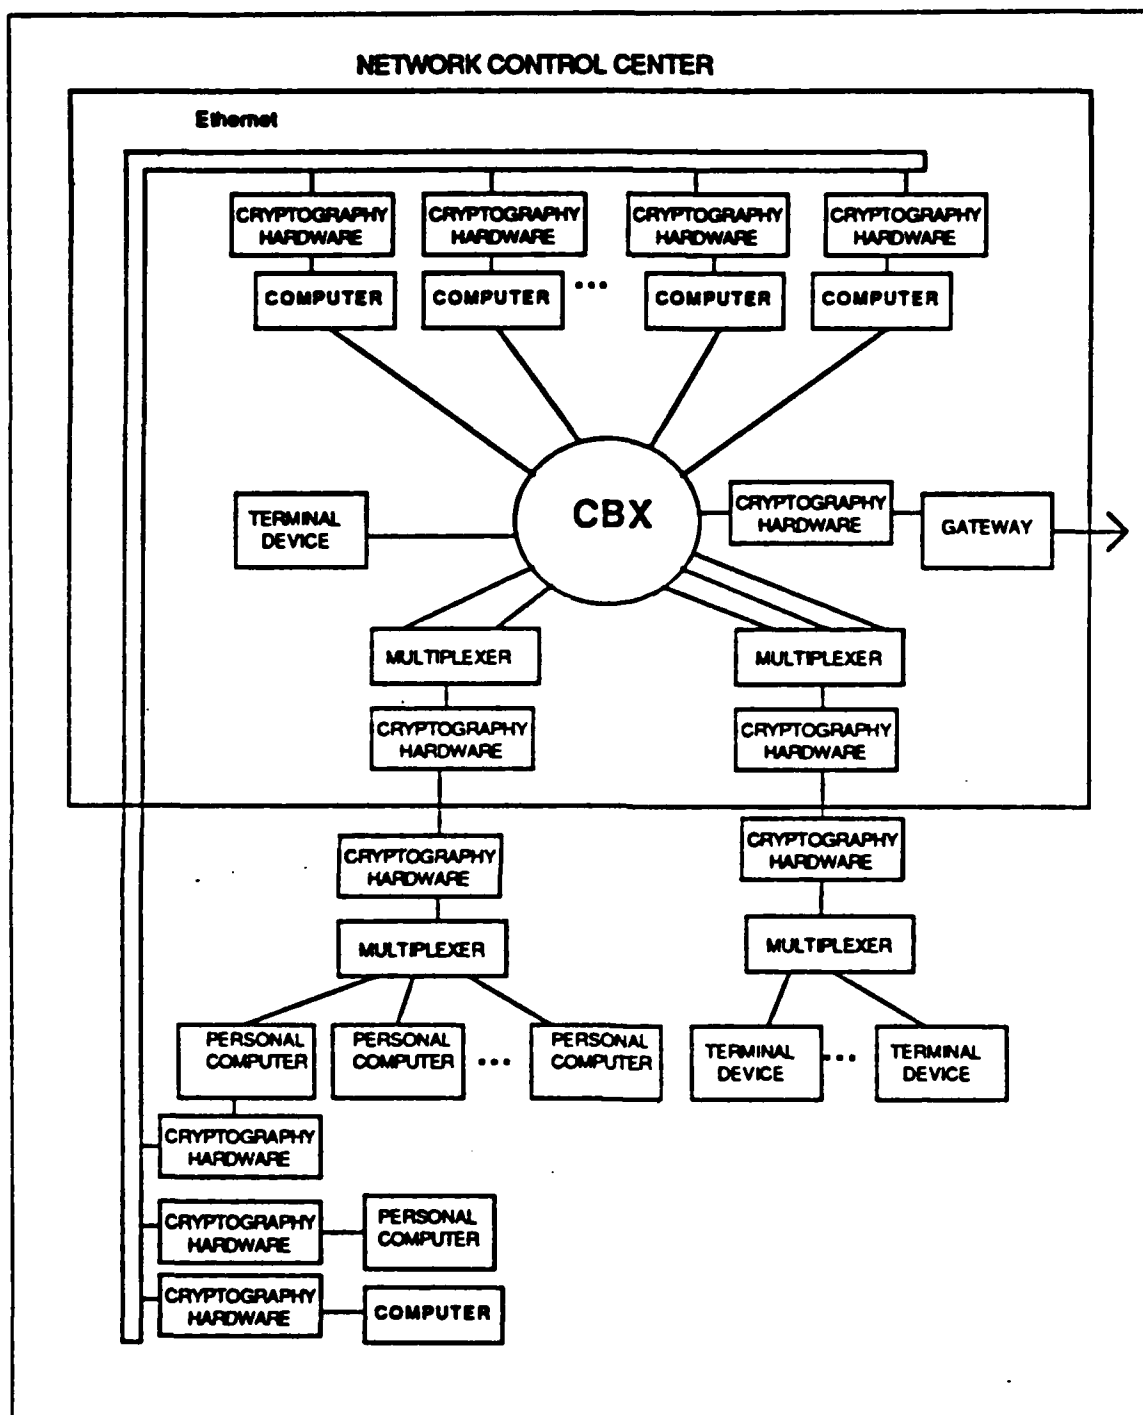 NETWORK CONTROL CENTER
Ethernet
CRYPTOGRAPHY
HARDWARE
CRYPTOGRAPHY
HARDWARE
CRYPTOGRAPHY
HARDWARE
CRYPTOGRAPHY
HARDWARE
COMPUTER
COMPUTER
...
COMPUTER
COMPUTER
TERMINAL
DEVICE
CBX
CRYPTOGRAPHY
HARDWARE
GATEWAY
MULTIPLEXER
MULTIPLEXER
CRYPTOGRAPHY
HARDWARE
CRYPTOGRAPHY
HARDWARE
CRYPTOGRAPHY
HARDWARE
CRYPTOGRAPHY
HARDWARE
MULTIPLEXER
MULTIPLEXER
PERSONAL
COMPUTER
PERSONAL
COMPUTER
...
PERSONAL
COMPUTER
TERMINAL
DEVICE
...
TERMINAL
DEVICE
CRYPTOGRAPHY
HARDWARE
CRYPTOGRAPHY
HARDWARE
PERSONAL
COMPUTER
CRYPTOGRAPHY
HARDWARE
COMPUTER